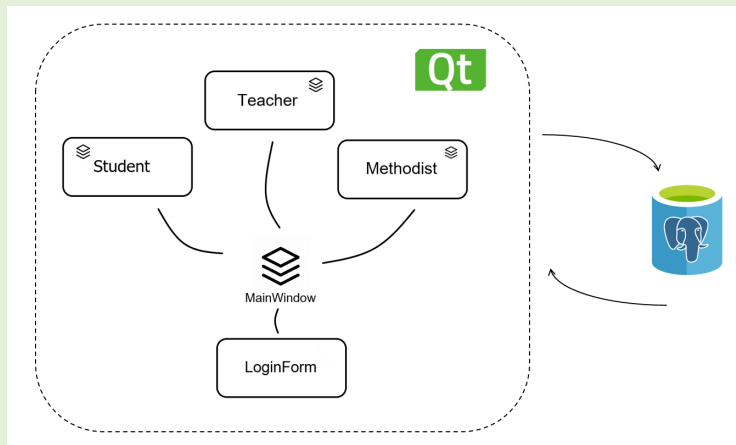 Qt
Teacher
Student
Methodist
MainWindow
LoginForm